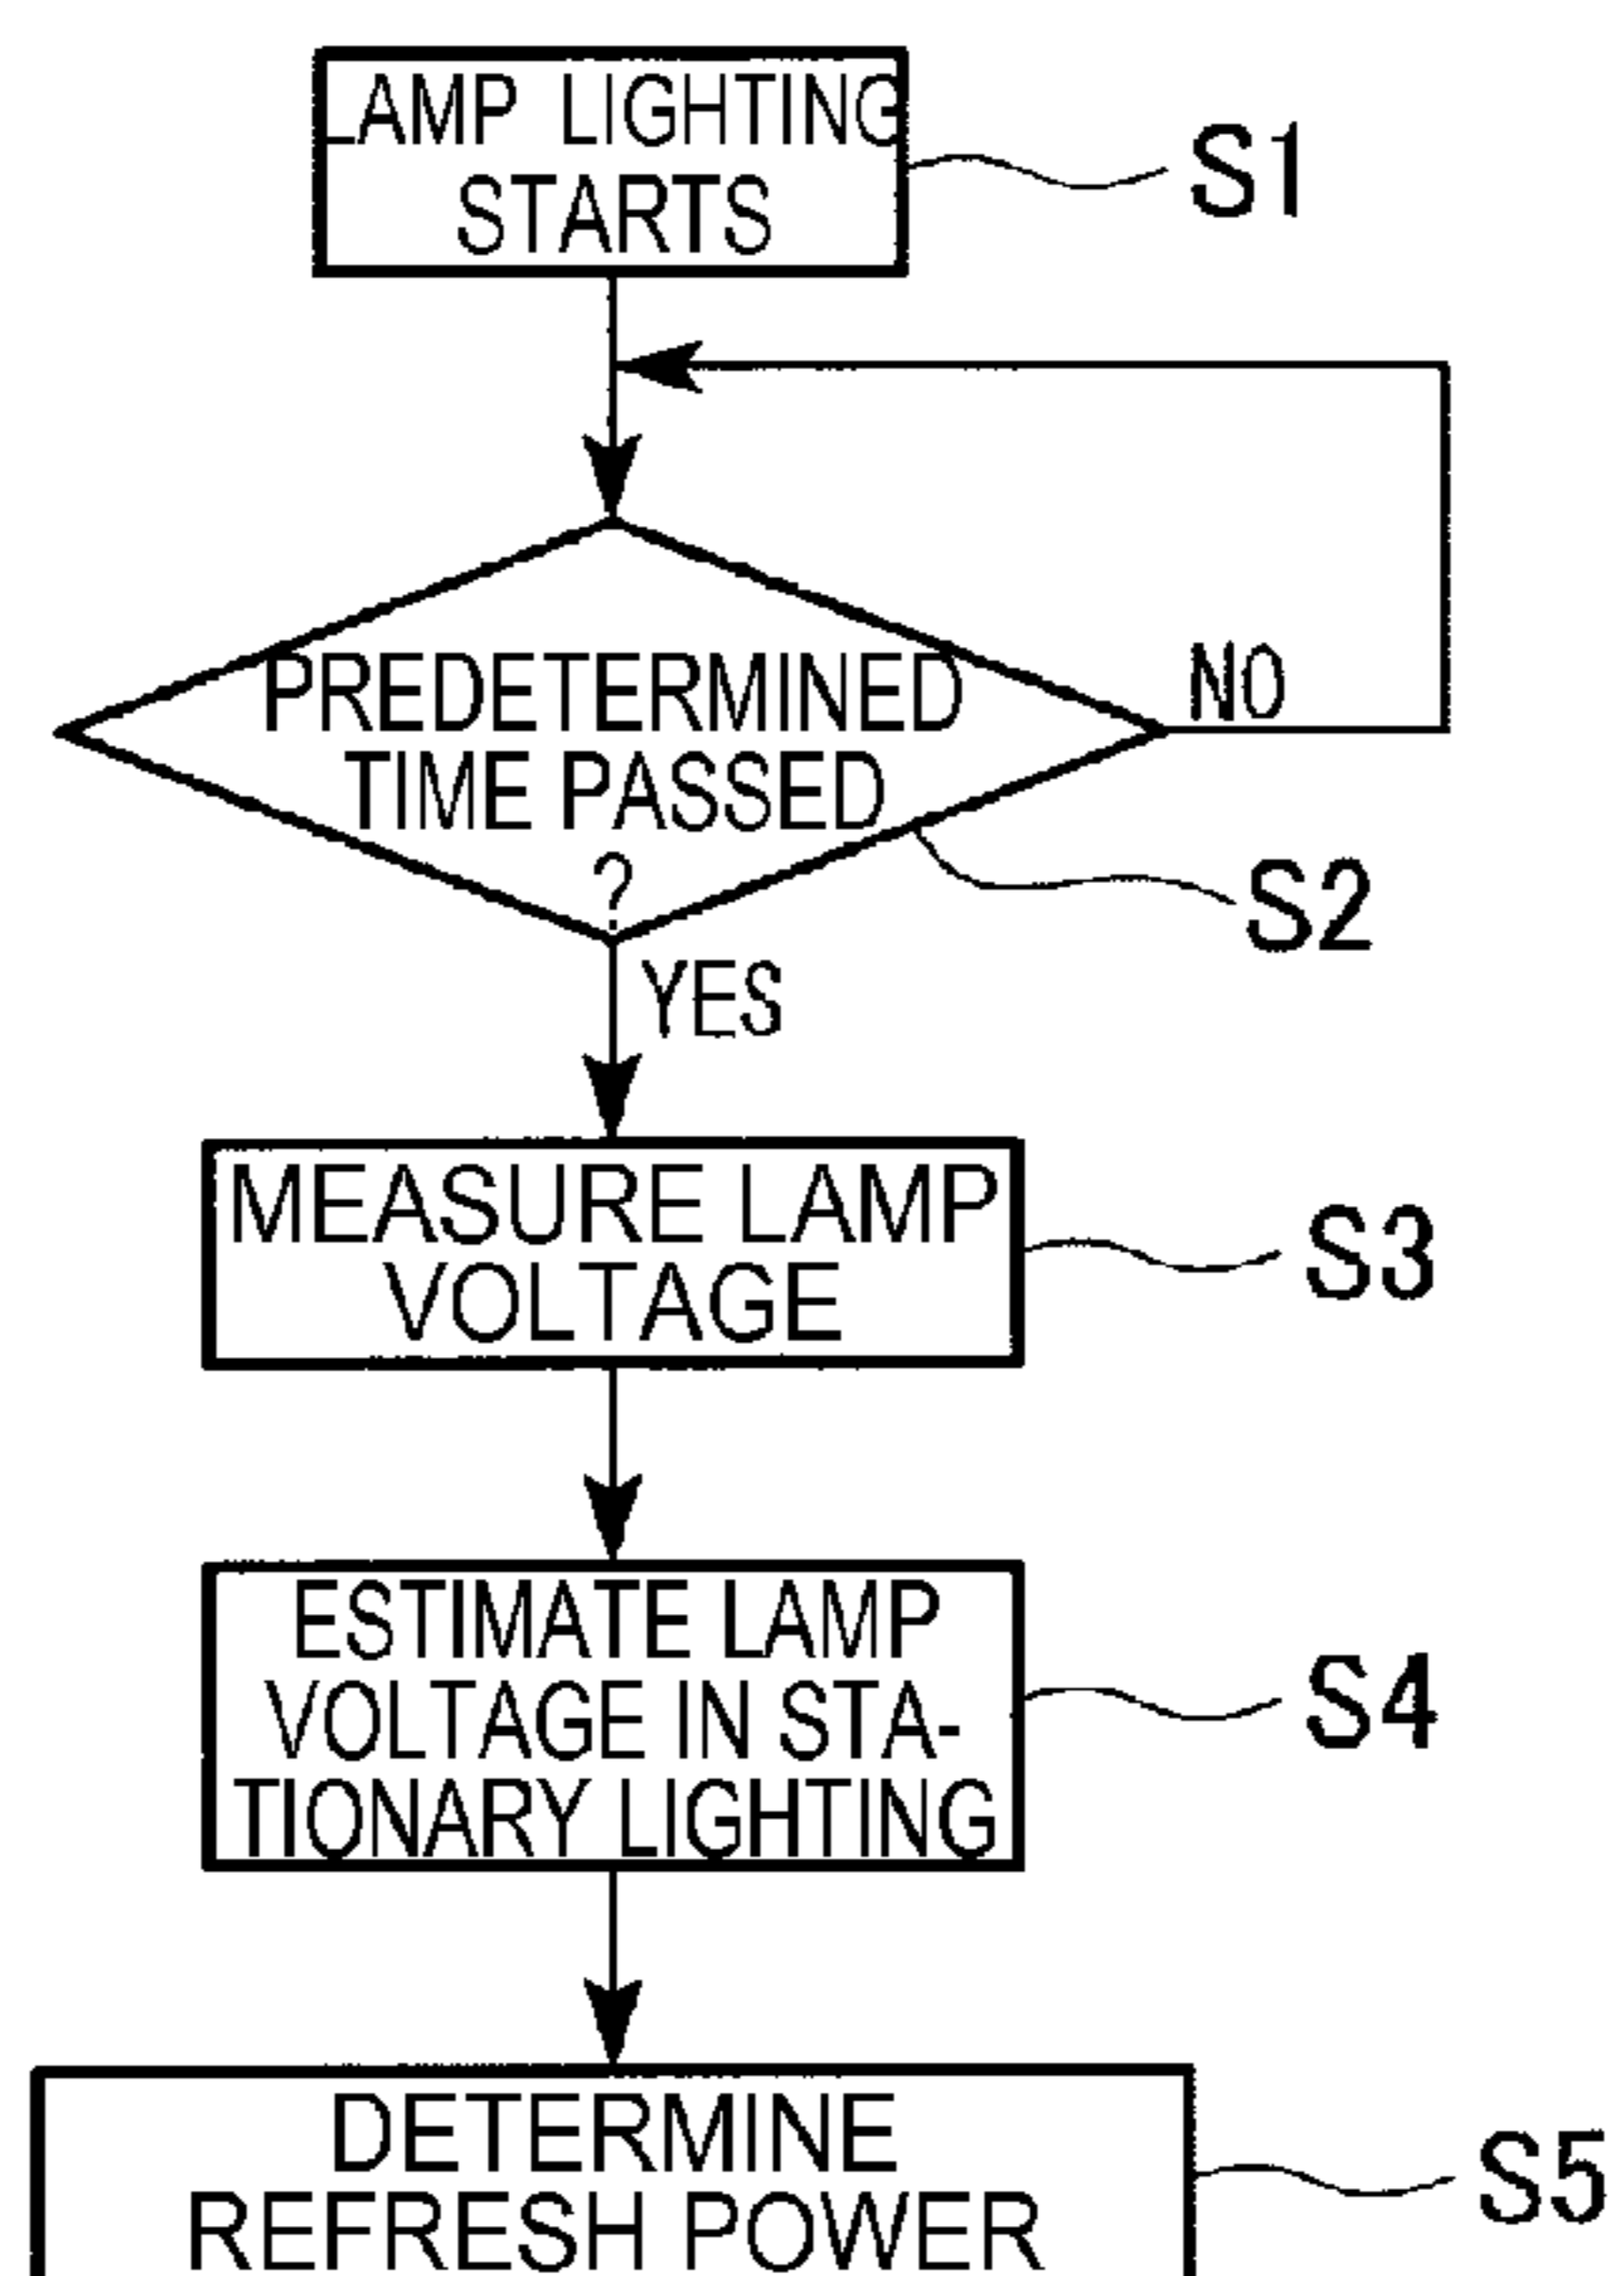 LAMP LIGHTING
STARTS
S1
PREDETERMINED
TIME PASSED
?
NO
S2
YES
MEASURE LAMP
VOLTAGE
S3
ESTIMATE LAMP
VOLTAGE IN STA-
TIONARY LIGHTING
S4
DETERMINE
REFRESH POWER
S5